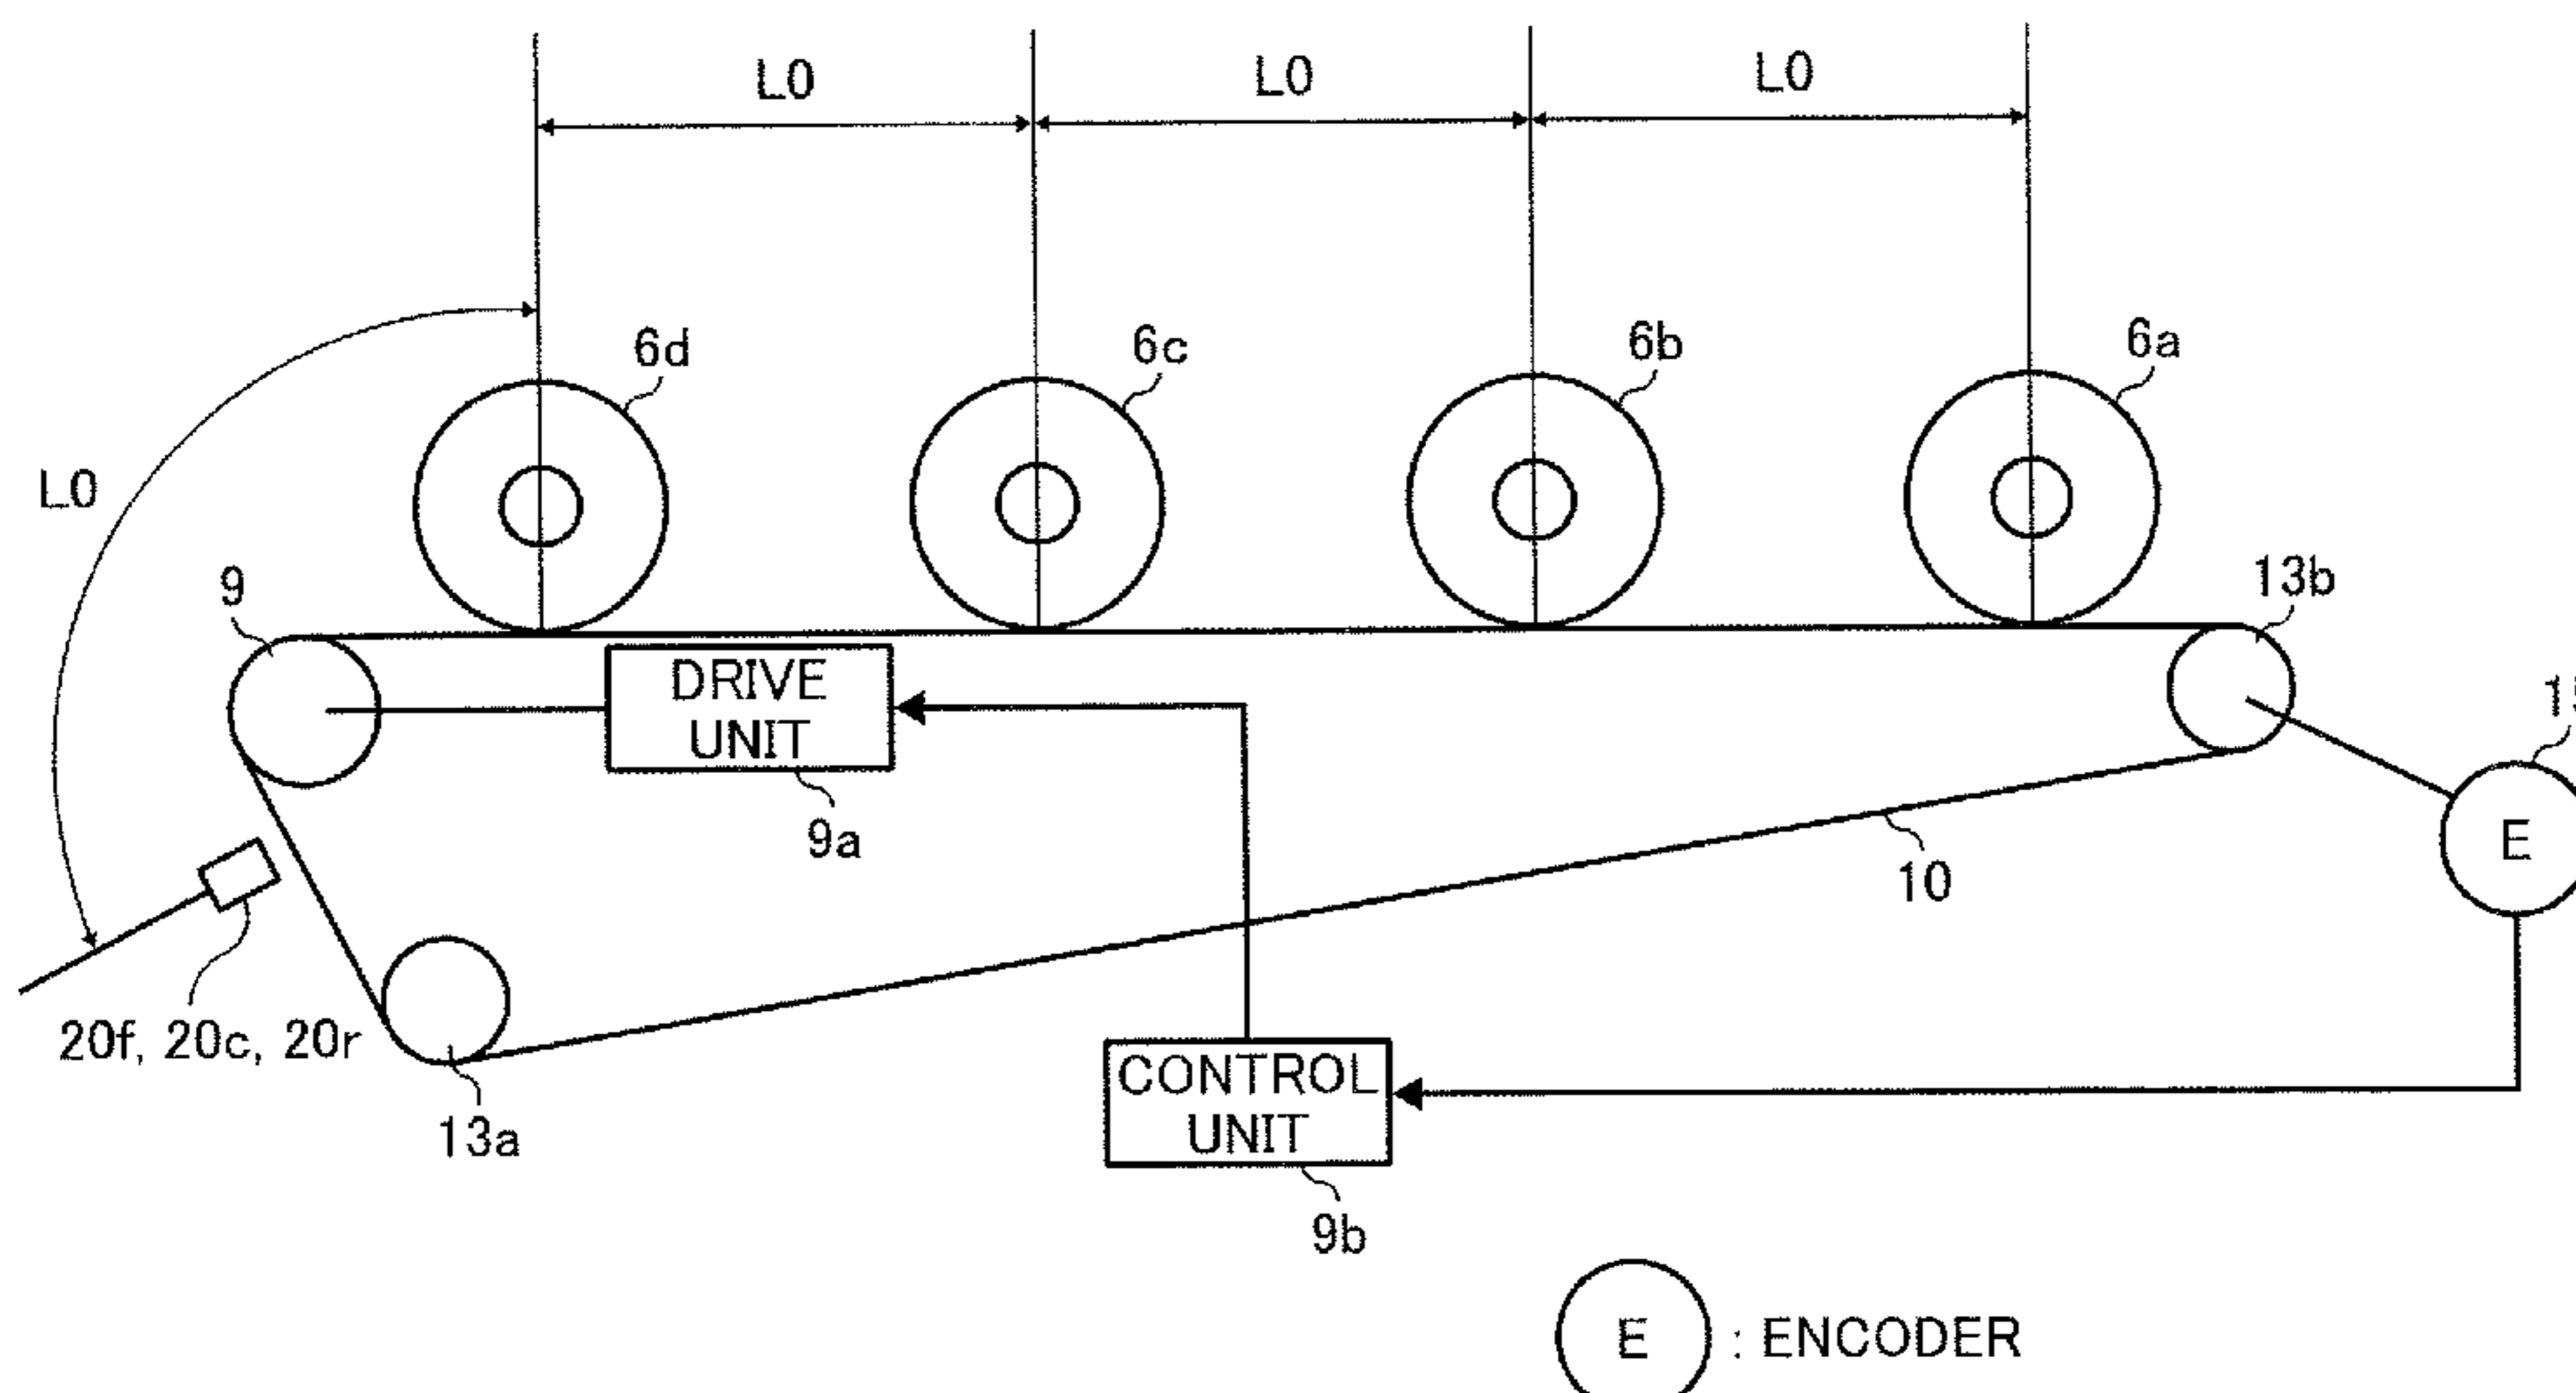 L0 L0 L0
6d 6c 6b 6a
L0
9
13b
DRIVE
UNIT
9a
E
10
20f, 20c, 20r
13a
CONTROL
UNIT
9b
E : ENCODER